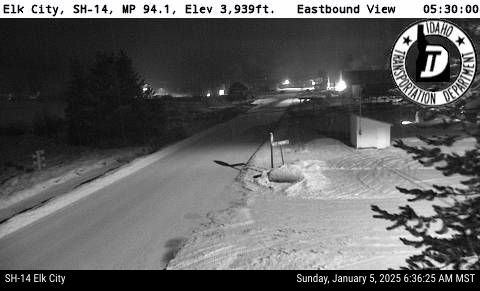 Elk City, SH-14, MP 94.1, Elev 3,939ft. Eastbound View 05:30:00
IDAHO
TRANSPORTATION DEPARTMENT
SH-14 Elk City Sunday, January 5, 2025 6:36:25 AM MST